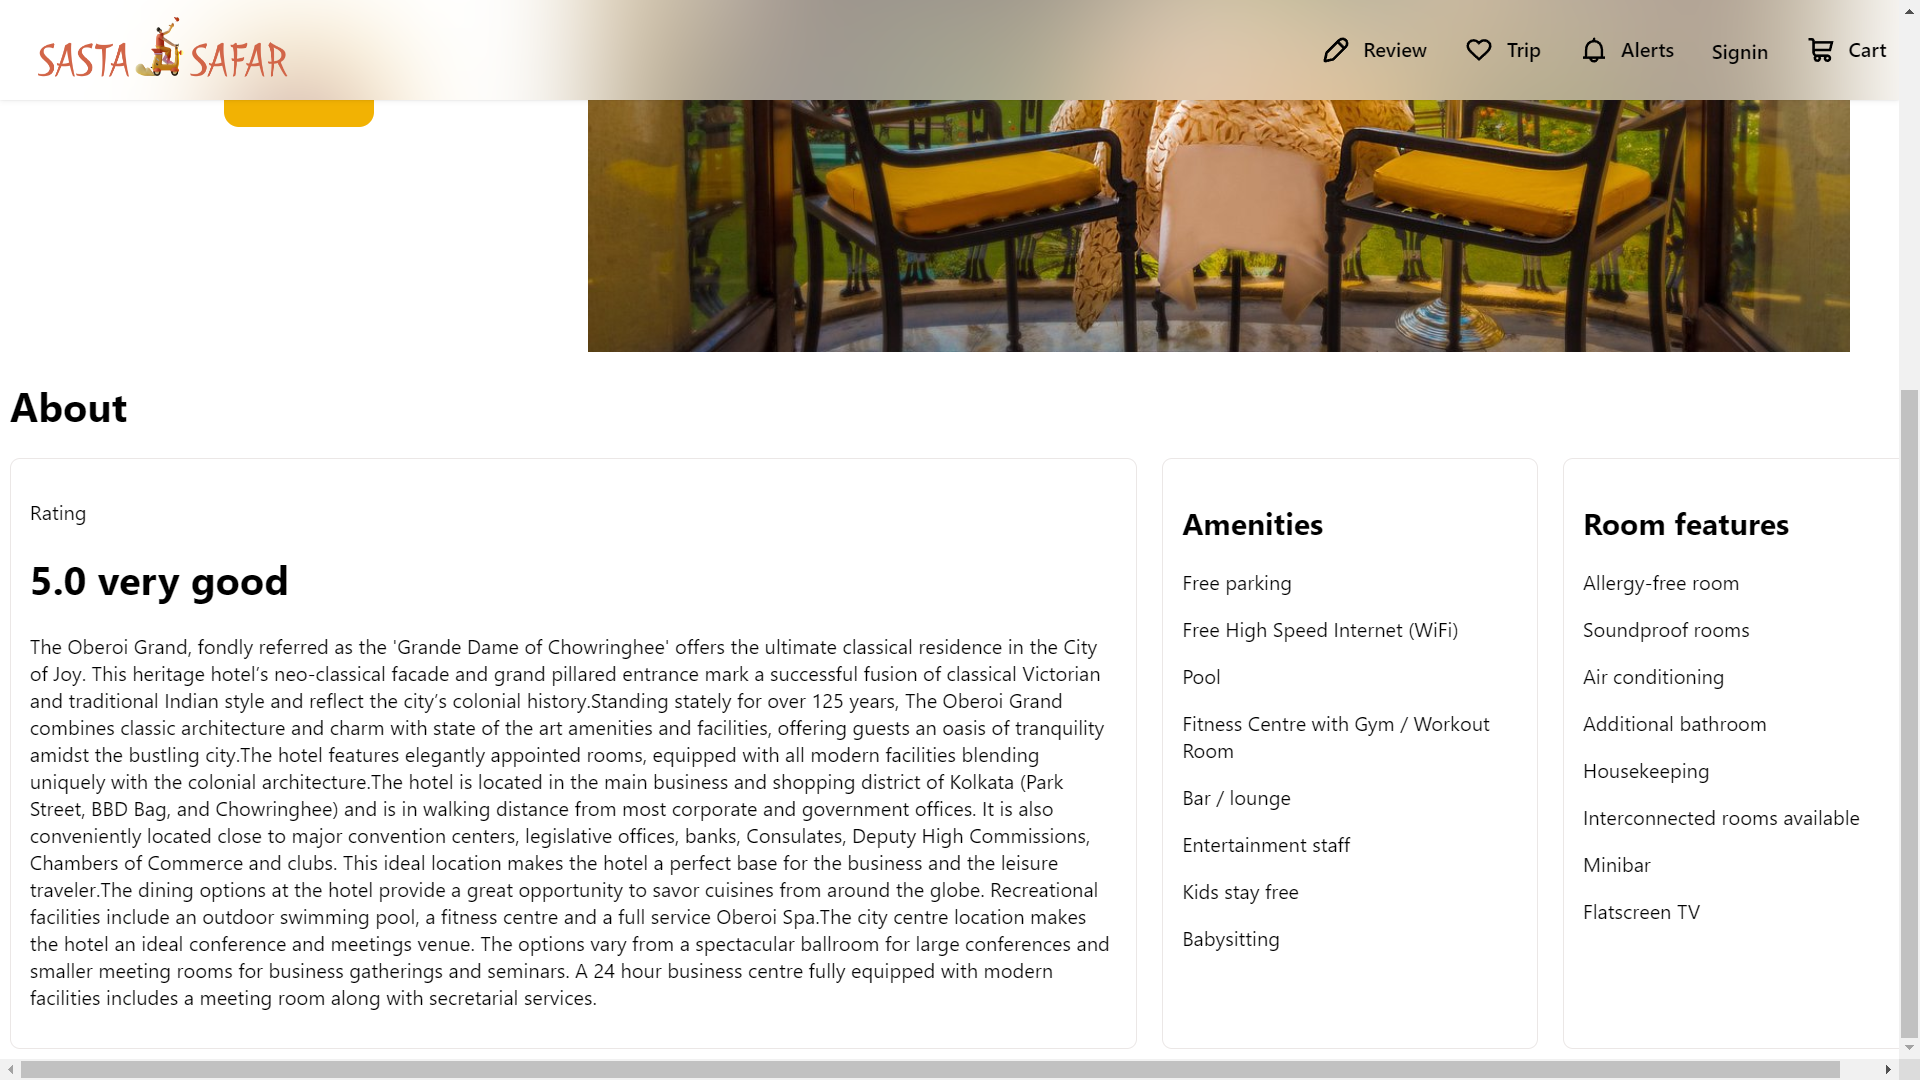 SASTA SAFAR
Review
Trip
Alerts
Signin
Cart
About
Rating
5.0 very good
The Oberoi Grand, fondly referred as the 'Grande Dame of Chowringhee' offers the ultimate classical residence in the City
of Joy. This heritage hotel’s neo-classical facade and grand pillared entrance mark a successful fusion of classical Victorian
and traditional Indian style and reflect the city’s colonial history.Standing stately for over 125 years, The Oberoi Grand
combines classic architecture and charm with state of the art amenities and facilities, offering guests an oasis of tranquility
amidst the bustling city.The hotel features elegantly appointed rooms, equipped with all modern facilities blending
uniquely with the colonial architecture.The hotel is located in the main business and shopping district of Kolkata (Park
Street, BBD Bag, and Chowringhee) and is in walking distance from most corporate and government offices. It is also
conveniently located close to major convention centers, legislative offices, banks, Consulates, Deputy High Commissions,
Chambers of Commerce and clubs. This ideal location makes the hotel a perfect base for the business and the leisure
traveler.The dining options at the hotel provide a great opportunity to savor cuisines from around the globe. Recreational
facilities include an outdoor swimming pool, a fitness centre and a full service Oberoi Spa.The city centre location makes
the hotel an ideal conference and meetings venue. The options vary from a spectacular ballroom for large conferences and
smaller meeting rooms for business gatherings and seminars. A 24 hour business centre fully equipped with modern
facilities includes a meeting room along with secretarial services.
Amenities
Free parking
Free High Speed Internet (WiFi)
Pool
Fitness Centre with Gym / Workout
Room
Bar / lounge
Entertainment staff
Kids stay free
Babysitting
Room features
Allergy-free room
Soundproof rooms
Air conditioning
Additional bathroom
Housekeeping
Interconnected rooms available
Minibar
Flatscreen TV